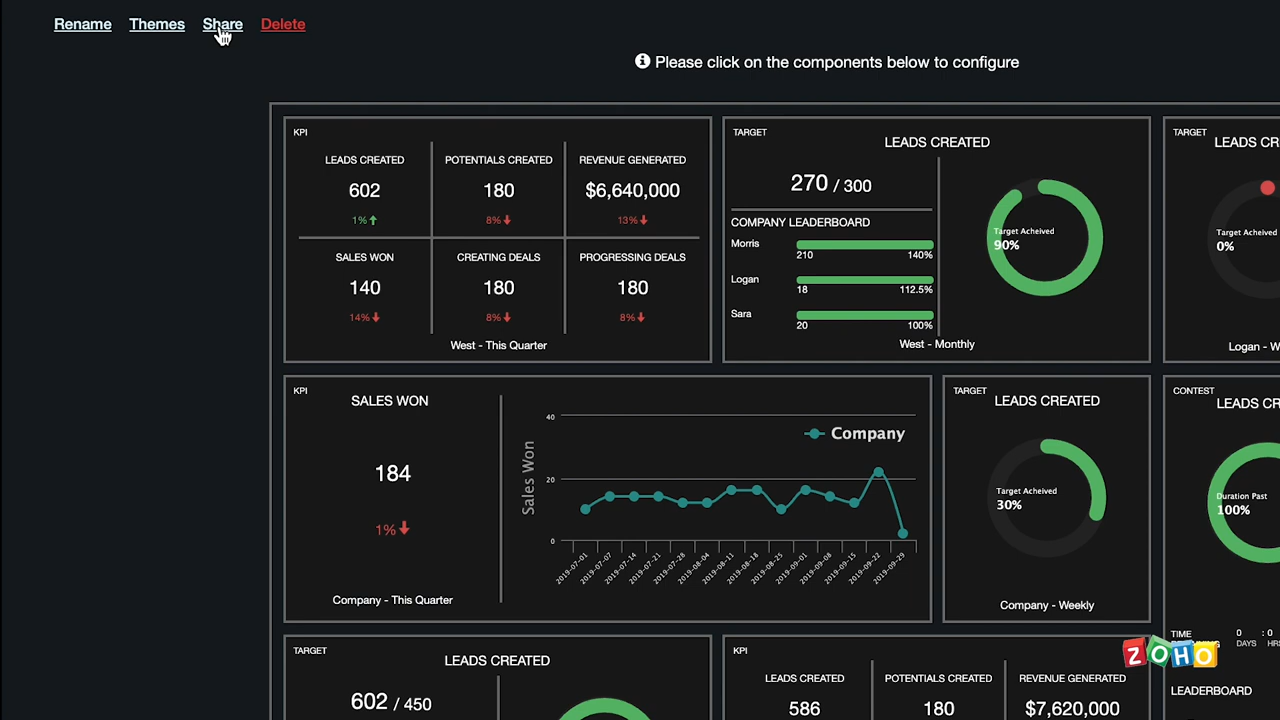 Rename Themes Share Delete
Please click on the components below to configure
KPI
LEADS CREATED POTENTIALS CREATED REVENUE GENERATED
602 180 $6,640,000
1% 8% 13%
SALES WON CREATING DEALS PROGRESSING DEALS
140 180 180
14% 8% 8%
West - This Quarter
TARGET
LEADS CREATED
270 / 300
COMPANY LEADERBOARD
Morris
210 140%
Logan
18 112.5%
Sara
20 100%
Target Acheived
90%
West - Monthly
TARGET
LEADS CR
Target Acheived
0%
Logan - W
KPI
SALES WON
184
1%
Company - This Quarter
Sales Won
40
20
0
Company
2019-07-01 2019-07-07 2019-07-14 2019-07-21 2019-07-28 2019-08-04 2019-08-11 2019-08-18 2019-08-25 2019-09-01 2019-09-08 2019-09-15 2019-09-22 2019-09-29
TARGET
LEADS CREATED
Target Acheived
30%
Company - Weekly
CONTEST
LEADS CR
Duration Past
100%
TIME
0 : 0
DAYS HRS
LEADERBOARD
TARGET
LEADS CREATED
602 / 450
KPI
LEADS CREATED POTENTIALS CREATED REVENUE GENERATED
586 180 $7,620,000
ZOHO